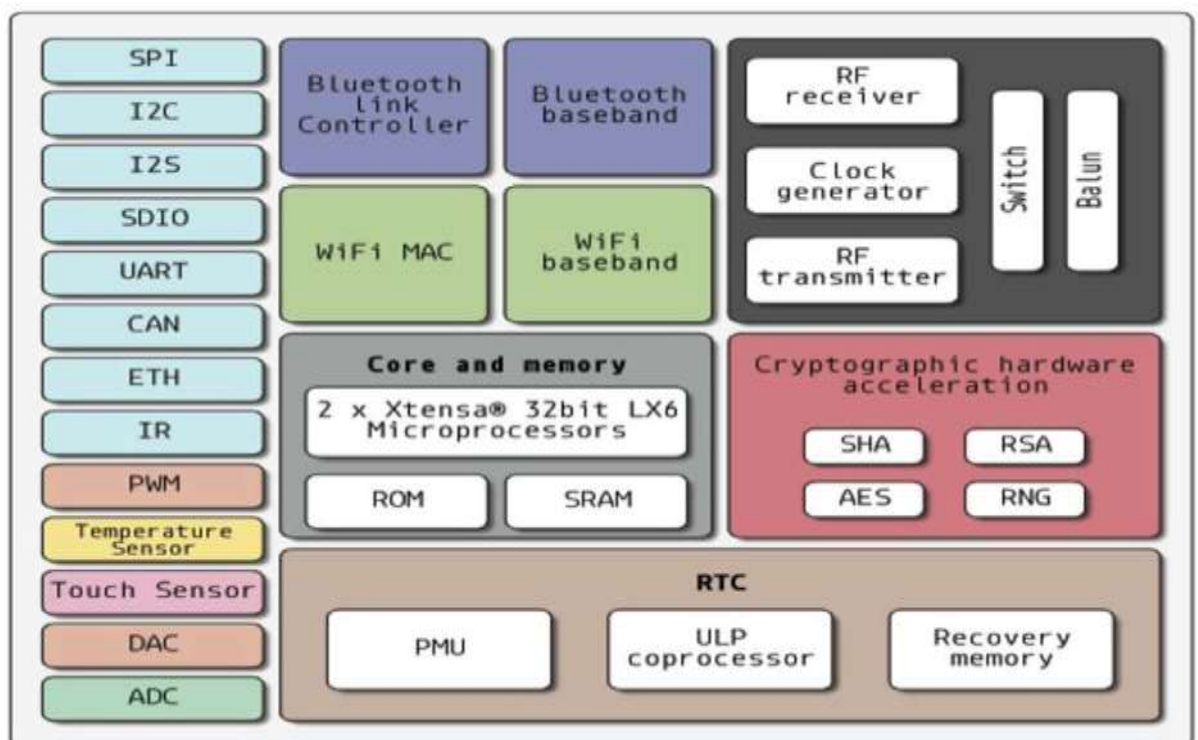 SPI
I2C
I2S
SDIO
UART
CAN
ETH
IR
PWM
Temperature
Sensor
Touch Sensor
DAC
ADC
Bluetooth
link
Controller
Bluetooth
baseband
WiFi MAC
WiFi
baseband
RF
receiver
Clock
generator
RF
transmitter
Switch
Balun
Core and memory
2 x Xtensa® 32bit LX6
Microprocessors
ROM
SRAM
Cryptographic hardware
acceleration
SHA
RSA
AES
RNG
RTC
PMU
ULP
coprocessor
Recovery
memory